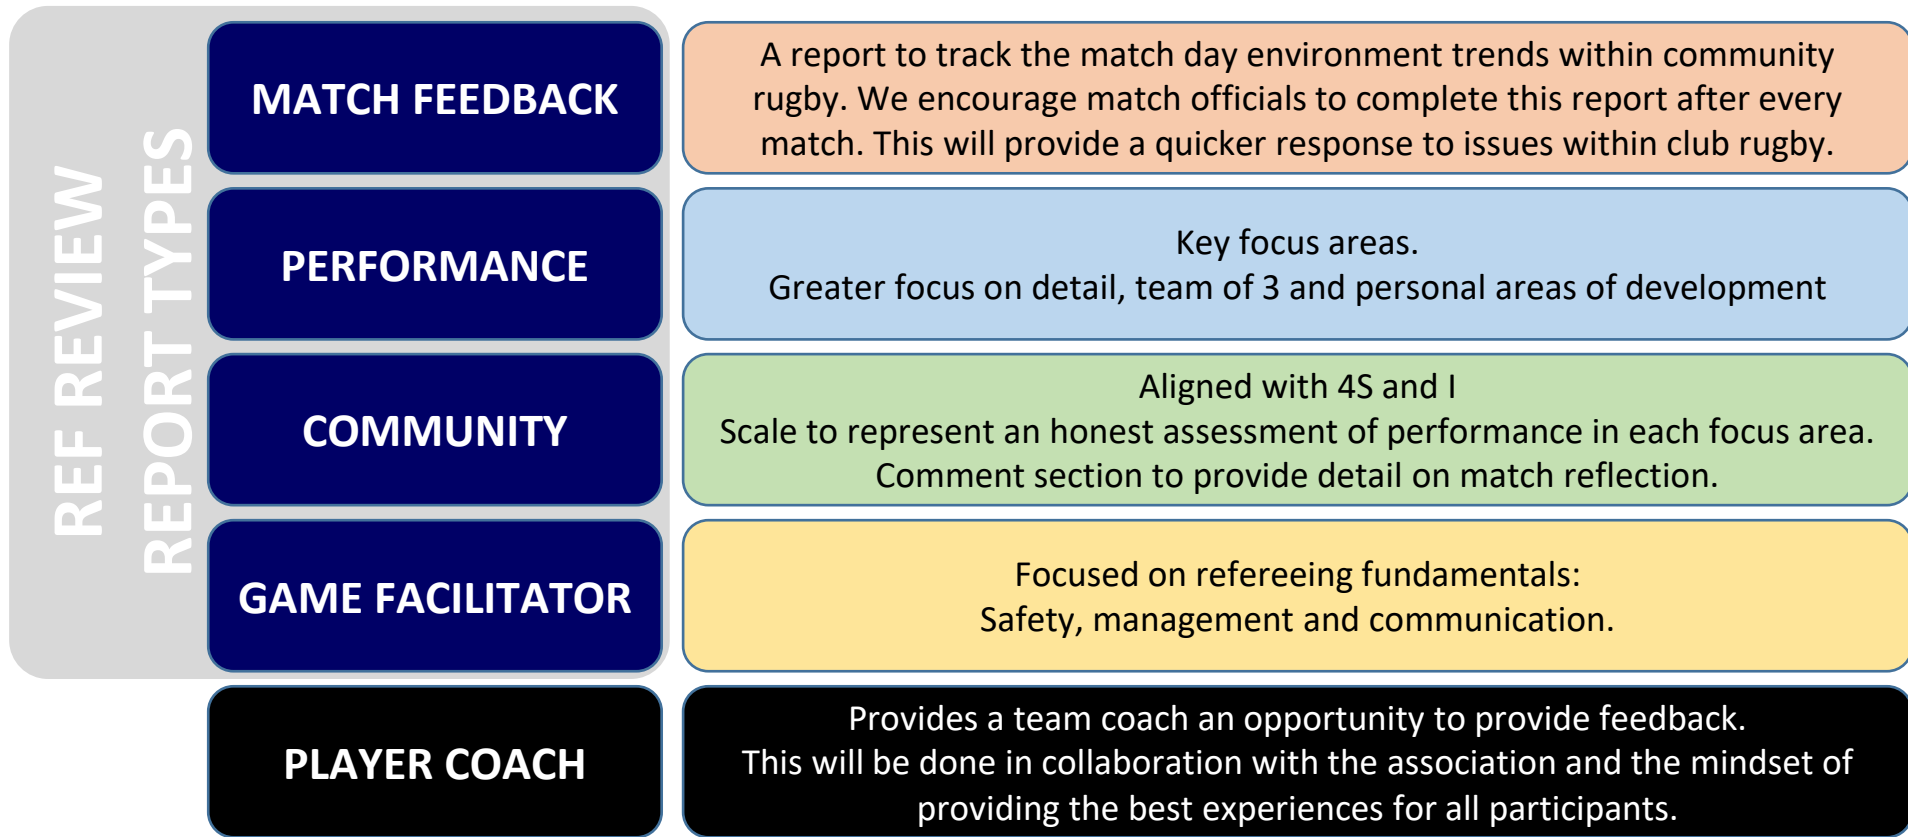 REF REVIEW
REPORT TYPES
MATCH FEEDBACK
A report to track the match day environment trends within community
rugby. We encourage match officials to complete this report after every
match. This will provide a quicker response to issues within club rugby.
PERFORMANCE
Key focus areas.
Greater focus on detail, team of 3 and personal areas of development
COMMUNITY
Aligned with 4S and I
Scale to represent an honest assessment of performance in each focus area.
Comment section to provide detail on match reflection.
GAME FACILITATOR
Focused on refereeing fundamentals:
Safety, management and communication.
PLAYER COACH
Provides a team coach an opportunity to provide feedback.
This will be done in collaboration with the association and the mindset of
providing the best experiences for all participants.